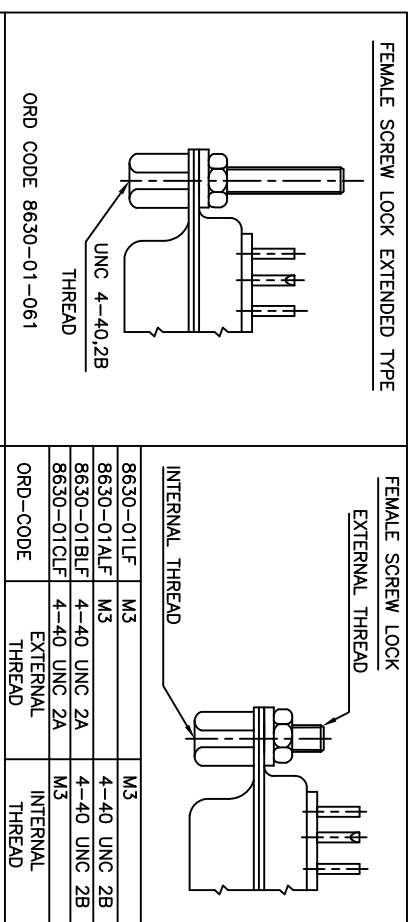 FEMALE SCREW LOCK EXTENDED TYPE
UNC 4-40,2B
THREAD
ORD CODE 8630-01-061
FEMALE SCREW LOCK
EXTERNAL THREAD
INTERNAL THREAD
8630-01LF M3 M3
8630-01ALF M3 4-40 UNC 2B
8630-01BLF 4-40 UNC 2A 4-40 UNC 2B
8630-01CLF 4-40 UNC 2A M3
ORD-CODE EXTERNAL INTERNAL
THREAD THREAD